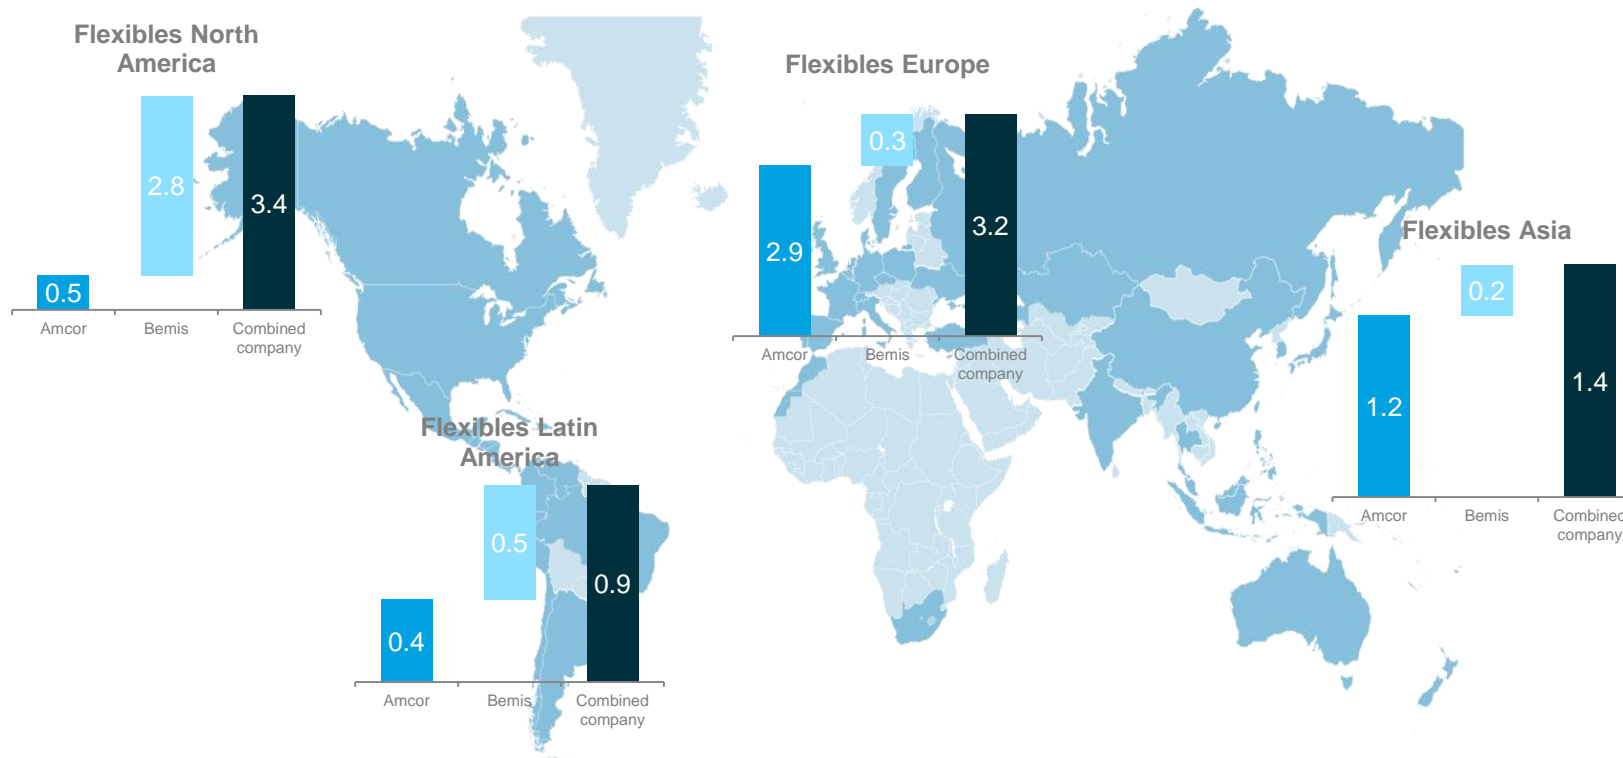 Flexibles North
America
2.8
3.4
0.5
Amcor
Bemis
Combined
company
Flexibles Europe
0.3
2.9
3.2
Amcor
Bemis
Combined
company
Flexibles Asia
0.2
1.2
1.4
Amcor
Bemis
Combined
company
Flexibles Latin
America
0.5
0.9
0.4
Amcor
Bemis
Combined
company